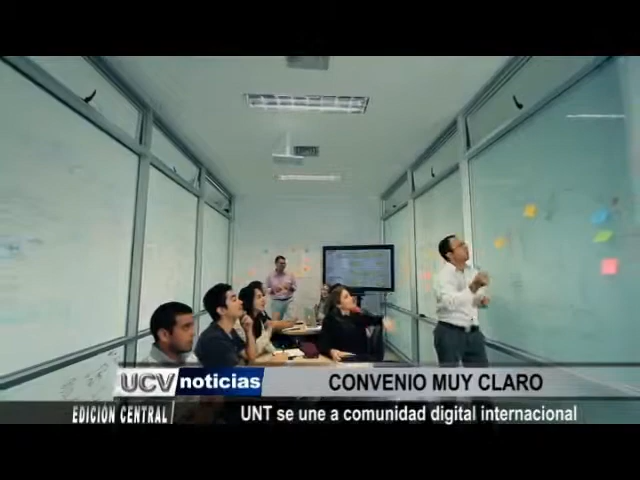 UCV noticias
CONVENIO MUY CLARO
EDICIÓN CENTRAL
UNT se une a comunidad digital internacional